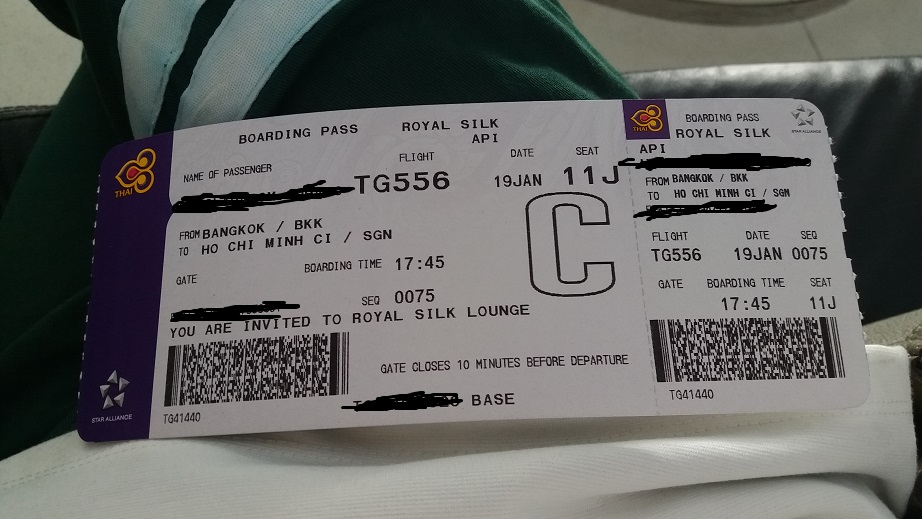 BOARDING PASS ROYAL SILK
API
NAME OF PASSENGER
FLIGHT DATE SEAT
TG556 19JAN 11J
FROM BANGKOK / BKK
TO HO CHI MINH CI / SGN
GATE BOARDING TIME 17:45
C
SEQ 0075
YOU ARE INVITED TO ROYAL SILK LOUNGE
GATE CLOSES 10 MINUTES BEFORE DEPARTURE
BASE
TG41440
THAI
STAR ALLIANCE
BOARDING PASS
ROYAL SILK
STAR ALLIANCE
API
FROM BANGKOK / BKK
TO HO CHI MINH CI / SGN
FLIGHT DATE SEQ
TG556 19JAN 0075
GATE BOARDING TIME SEAT
17:45 11J
TG41440